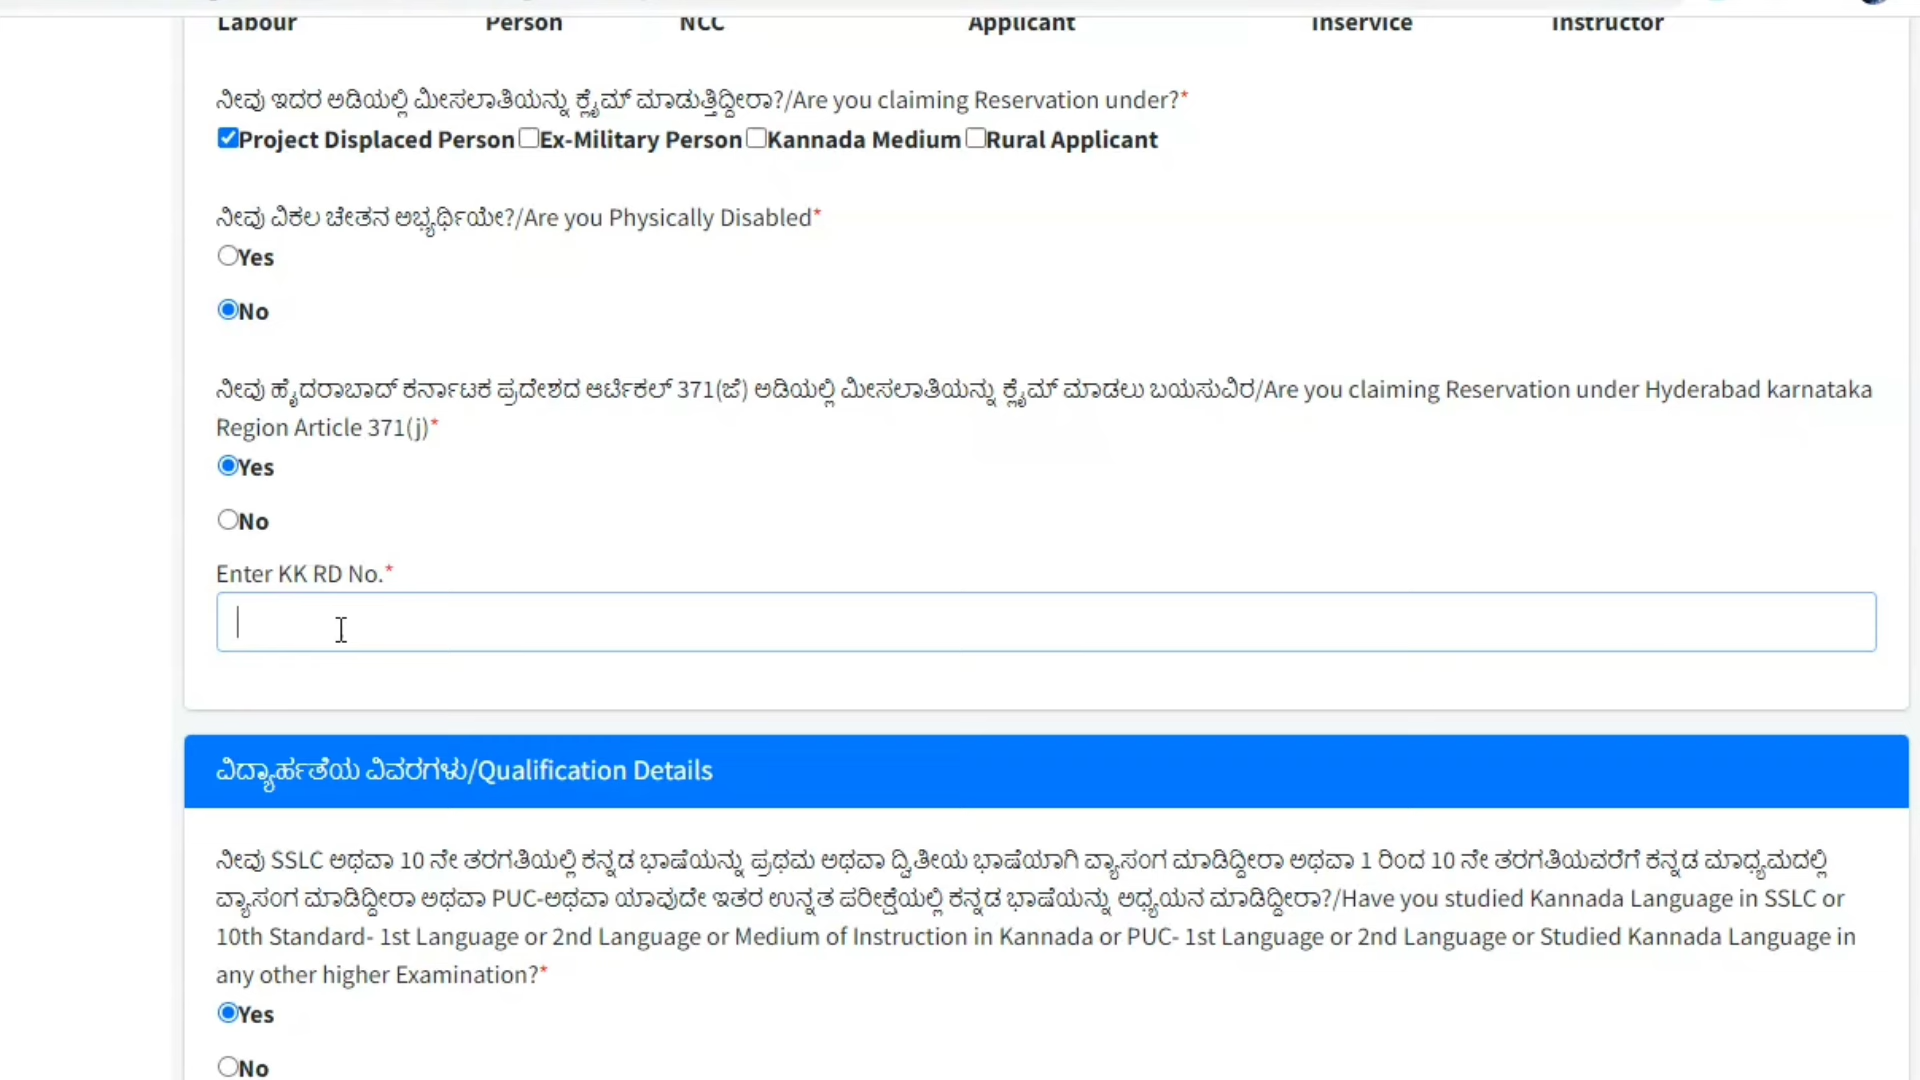 Labour Person NCC Applicant Inservice Instructor
ನೀವು ಇದರ ಅಡಿಯಲ್ಲಿ ಮೀಸಲಾತಿಯನ್ನು ಕ್ಲೈಮ್ ಮಾಡುತ್ತಿದ್ದೀರಾ?/Are you claiming Reservation under?*
Project Displaced Person Ex-Military Person Kannada Medium Rural Applicant
ನೀವು ವಿಕಲ ಚೇತನ ಅಭ್ಯರ್ಥಿಯೇ?/Are you Physically Disabled*
Yes
No
ನೀವು ಹೈದರಾಬಾದ್ ಕರ್ನಾಟಕ ಪ್ರದೇಶದ ಆರ್ಟಿಕಲ್ 371(ಜೆ) ಅಡಿಯಲ್ಲಿ ಮೀಸಲಾತಿಯನ್ನು ಕ್ಲೈಮ್ ಮಾಡಲು ಬಯಸುವಿರ/Are you claiming Reservation under Hyderabad karnataka
Region Article 371(j)*
Yes
No
Enter KK RD No.*
ವಿದ್ಯಾರ್ಹತೆಯ ವಿವರಗಳು/Qualification Details
ನೀವು SSLC ಅಥವಾ 10 ನೇ ತರಗತಿಯಲ್ಲಿ ಕನ್ನಡ ಭಾಷೆಯನ್ನು ಪ್ರಥಮ ಅಥವಾ ದ್ವಿತೀಯ ಭಾಷೆಯಾಗಿ ವ್ಯಾಸಂಗ ಮಾಡಿದ್ದೀರಾ ಅಥವಾ 1 ರಿಂದ 10 ನೇ ತರಗತಿಯವರೆಗೆ ಕನ್ನಡ ಮಾಧ್ಯಮದಲ್ಲಿ
ವ್ಯಾಸಂಗ ಮಾಡಿದ್ದೀರಾ ಅಥವಾ PUC-ಅಥವಾ ಯಾವುದೇ ಇತರ ಉನ್ನತ ಪರೀಕ್ಷೆಯಲ್ಲಿ ಕನ್ನಡ ಭಾಷೆಯನ್ನು ಅಧ್ಯಯನ ಮಾಡಿದ್ದೀರಾ?/Have you studied Kannada Language in SSLC or
10th Standard- 1st Language or 2nd Language or Medium of Instruction in Kannada or PUC- 1st Language or 2nd Language or Studied Kannada Language in
any other higher Examination?*
Yes
No